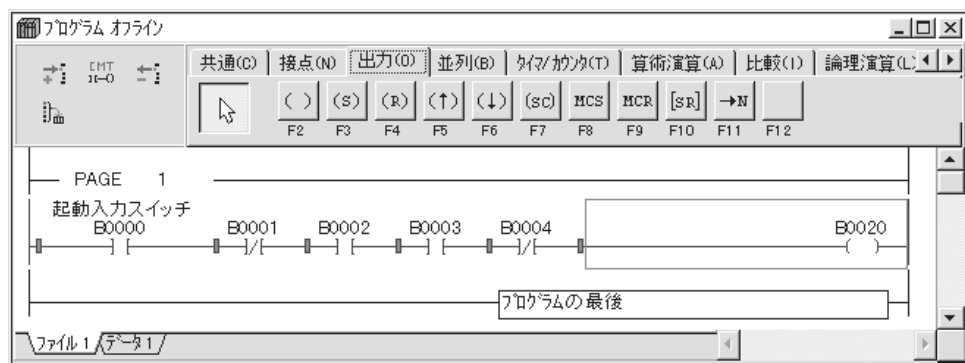 ﾌﾟﾛｸﾞﾗﾑ ｵﾌﾗｲﾝ
共通(C) 接点(N) 出力(O) 並列(B) ﾀｲﾏ/ｶｳﾝﾀ(T) 算術演算(A) 比較(I) 論理演算(L
CMT
( ) (S) (R) (↑) (↓) (SC) MCS MCR [SR] →N
F2 F3 F4 F5 F6 F7 F8 F9 F10 F11 F12
PAGE 1
起動入力スイッチ
B0000 B0001 B0002 B0003 B0004 B0020
ﾌﾟﾛｸﾞﾗﾑの最後
ﾌｧｲﾙ 1 ﾃﾞｰﾀ 1